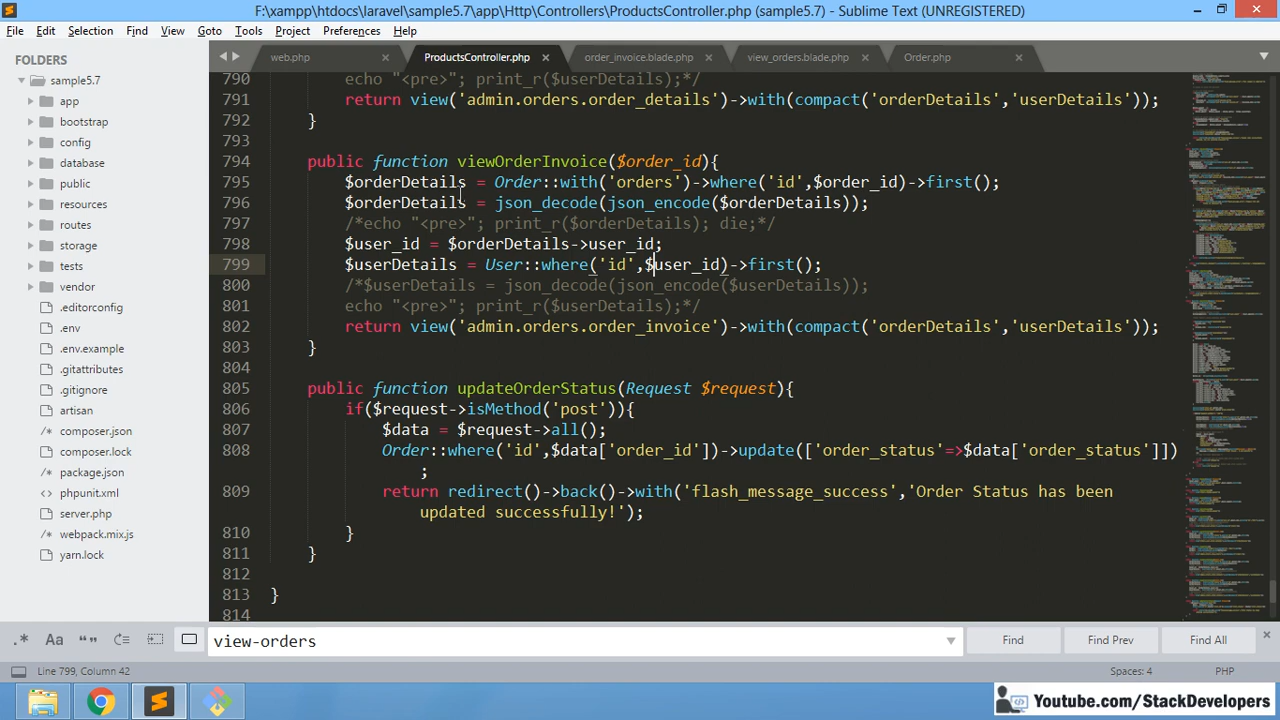 F:\xampp\htdocs\laravel\sample5.7\app\Http\Controllers\ProductsController.php (sample5.7) - Sublime Text (UNREGISTERED)
File Edit Selection Find View Goto Tools Project Preferences Help
FOLDERS
sample5.7
app
bootstrap
config
database
public
resources
routes
storage
tests
vendor
.editorconfig
.env
.env.example
.gitattributes
.gitignore
artisan
composer.json
composer.lock
package.json
phpunit.xml
server.php
webpack.mix.js
yarn.lock
web.php ProductsController.php order_invoice.blade.php view_orders.blade.php Order.php
790 echo "<pre>"; print_r($userDetails);*/
791 return view('admin.orders.order_details')->with(compact('orderDetails','userDetails'));
792 }
793
794 public function viewOrderInvoice($order_id){
795 $orderDetails = Order::with('orders')->where('id',$order_id)->first();
796 $orderDetails = json_decode(json_encode($orderDetails));
797 /*echo "<pre>"; print_r($orderDetails); die;*/
798 $user_id = $orderDetails->user_id;
799 $userDetails = User::where('id',$user_id)->first();
800 /*$userDetails = json_decode(json_encode($userDetails));
801 echo "<pre>"; print_r($userDetails);*/
802 return view('admin.orders.order_invoice')->with(compact('orderDetails','userDetails'));
803 }
804
805 public function updateOrderStatus(Request $request){
806 if($request->isMethod('post')){
807 $data = $request->all();
808 Order::where('id',$data['order_id'])->update(['order_status'=>$data['order_status']])
;
809 return redirect()->back()->with('flash_message_success','Order Status has been
updated successfully!');
810 }
811 }
812
813 }
814
view-orders
Find Find Prev Find All
Line 799, Column 42
Spaces: 4 PHP
Youtube.com/StackDevelopers